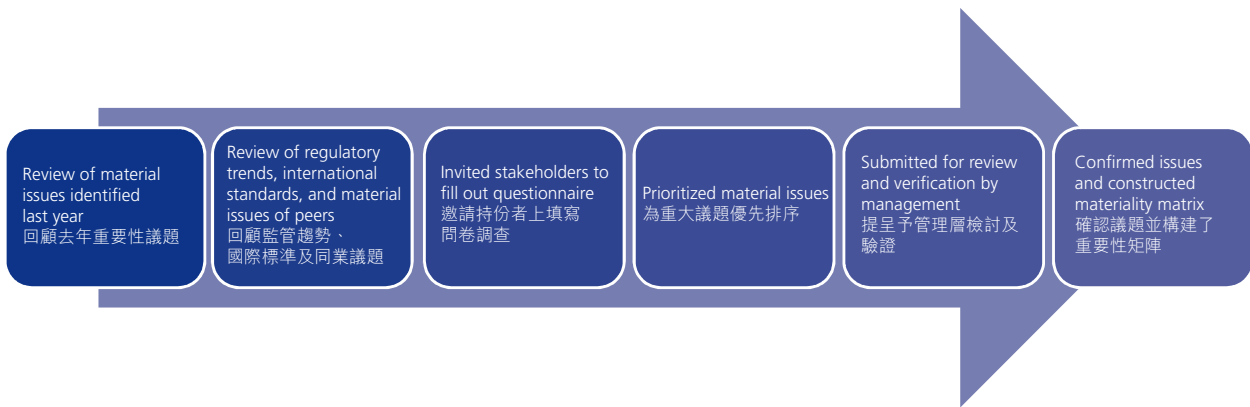 Review of material
issues identified
last year
回顧去年重要性議題
Review of regulatory
trends, international
standards, and material
issues of peers
回顧監管趨勢、
國際標準及同業議題
Invited stakeholders to
fill out questionnaire
邀請持份者上填寫
問卷調查
Prioritized material issues
為重大議題優先排序
Submitted for review
and verification by
management
提呈予管理層檢討及
驗證
Confirmed issues
and constructed
materiality matrix
確認議題並構建了
重要性矩陣